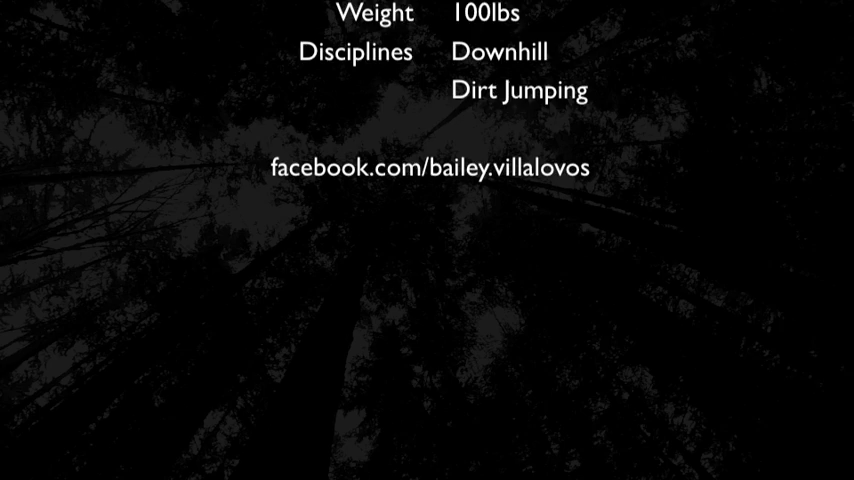 Weight 100lbs
Disciplines Downhill
Dirt Jumping
facebook.com/bailey.villalovos